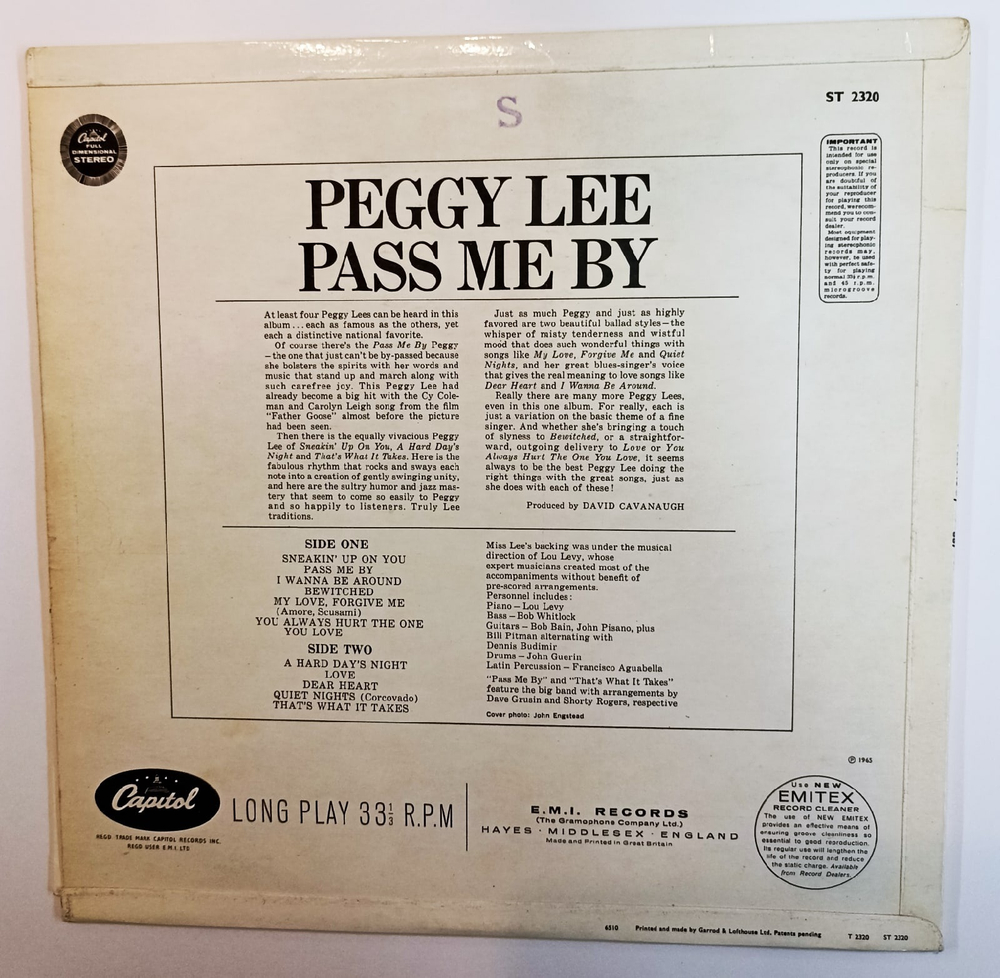 S
ST 2320
Capitol
FULL
DIMENSIONAL
STEREO
IMPORTANT
This record is
intended for use
only on special
stereophonic re-
producers. If you
are doubtful of
the suitability of
your reproducer
for playing this
record, we recom-
mend you to con-
sult your record
dealer.
Most equipment
designed for play-
ing stereophonic
records may,
however, be used
with perfect safe-
ty for playing
normal 33⅓ r.p.m.
and 45 r.p.m.
microgroove
records.
PEGGY LEE
PASS ME BY
At least four Peggy Lees can be heard in this
album . . . each as famous as the others, yet
each a distinctive national favorite.
Of course there's the Pass Me By Peggy
—the one that just can't be by-passed because
she bolsters the spirits with her words and
music that stand up and march along with
such carefree joy. This Peggy Lee had
already become a big hit with the Cy Cole-
man and Carolyn Leigh song from the film
"Father Goose" almost before the picture
had been seen.
Then there is the equally vivacious Peggy
Lee of Sneakin' Up On You, A Hard Day's
Night and That's What It Takes. Here is the
fabulous rhythm that rocks and sways each
note into a creation of gently swinging unity,
and here are the sultry humor and jazz mas-
tery that seem to come so easily to Peggy
and so happily to listeners. Truly Lee
traditions.
Just as much Peggy and just as highly
favored are two beautiful ballad styles—the
whisper of misty tenderness and wistful
mood that does such wonderful things with
songs like My Love, Forgive Me and Quiet
Nights, and her great blues-singer's voice
that gives the real meaning to love songs like
Dear Heart and I Wanna Be Around.
Really there are many more Peggy Lees,
even in this one album. For really, each is
just a variation on the basic theme of a fine
singer. And whether she's bringing a touch
of slyness to Bewitched, or a straightfor-
ward, outgoing delivery to Love or You
Always Hurt The One You Love, it seems
always to be the best Peggy Lee doing the
right things with the great songs, just as
she does with each of these!
Produced by DAVID CAVANAUGH
SIDE ONE
SNEAKIN' UP ON YOU
PASS ME BY
I WANNA BE AROUND
BEWITCHED
MY LOVE, FORGIVE ME
(Amore, Scusami)
YOU ALWAYS HURT THE ONE
YOU LOVE
SIDE TWO
A HARD DAY'S NIGHT
LOVE
DEAR HEART
QUIET NIGHTS (Corcovado)
THAT'S WHAT IT TAKES
Miss Lee's backing was under the musical
direction of Lou Levy, whose
expert musicians created most of the
accompaniments without benefit of
pre-scored arrangements.
Personnel includes:
Piano — Lou Levy
Bass — Bob Whitlock
Guitars — Bob Bain, John Pisano, plus
Bill Pitman alternating with
Dennis Budimir
Drums — John Guerin
Latin Percussion — Francisco Aguabella
"Pass Me By" and "That's What It Takes"
feature the big band with arrangements by
Dave Grusin and Shorty Rogers, respective
Cover photo: John Engstead
Ⓟ 1965
Capitol
REGD TRADE MARK CAPITOL RECORDS INC.
REGD USER E.M.I. LTD
LONG PLAY 33⅓ R.P.M
E.M.I. RECORDS
(The Gramophone Company Ltd.)
HAYES · MIDDLESEX · ENGLAND
Made and Printed in Great Britain
Use NEW
EMITEX
RECORD CLEANER
The use of NEW EMITEX
provides an effective means of
ensuring groove cleanliness so
essential to good reproduction.
Its regular use will lengthen the
life of the record and reduce
the static charge. Available
from Record Dealers.
6510 Printed and made by Garrod & Lofthouse Ltd. Patents pending
T 2320 ST 2320